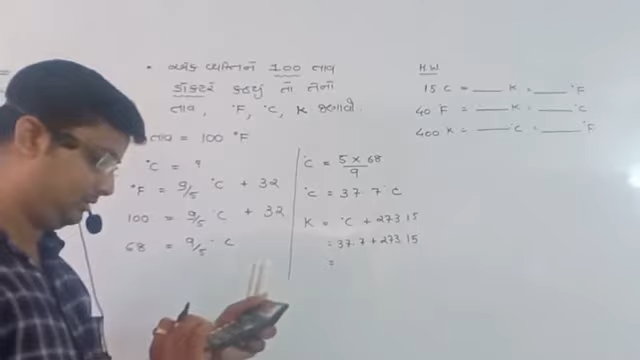 • એક વ્યક્તિને 100 તાવ
ડૉક્ટરે કહ્યું તો તેનો
તાવ, °F, °C, K જણાવો.
તાવ = 100 °F
°C = ?
°F = 9/5 °C + 32
100 = 9/5 °C + 32
68 = 9/5 °C
°C = 5 × 68 / 9
°C = 37.7 °C
K = °C + 273.15
= 37.7 + 273.15
=
H.W.
15 °C = ____ K = ____ °F
40 °F = ____ K = ____ °C
400 K = ____ °C = ____ °F